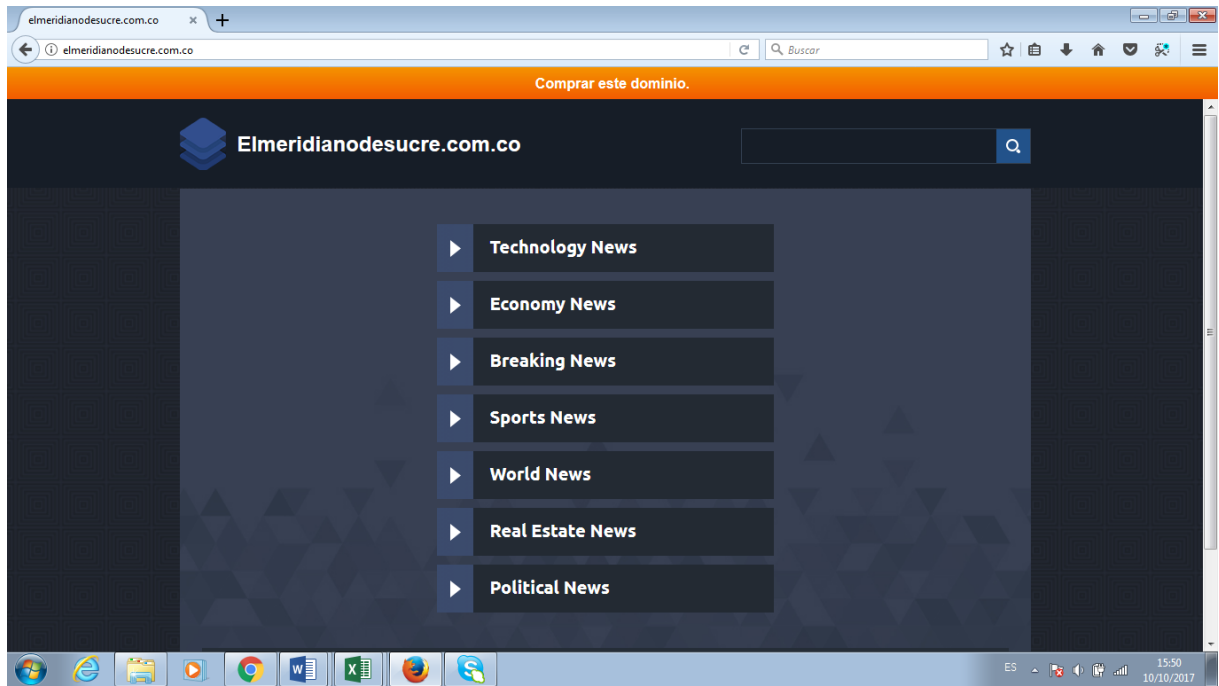 elmeridianodesucre.com.co
elmeridianodesucre.com.co
Buscar
Comprar este dominio.
Elmeridianodesucre.com.co
Technology News
Economy News
Breaking News
Sports News
World News
Real Estate News
Political News
ES
15:50
10/10/2017